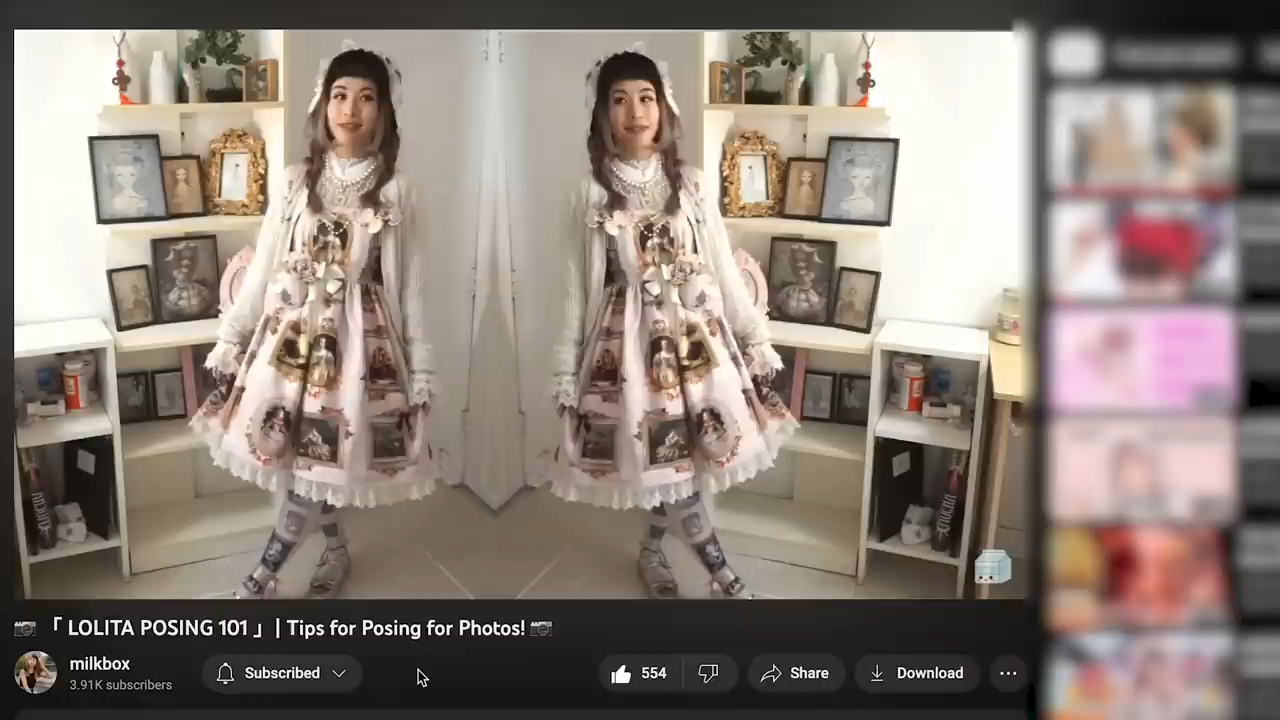 📷 「 LOLITA POSING 101 」 | Tips for Posing for Photos! 📷
milkbox
3.91K subscribers
Subscribed
554
Share
Download